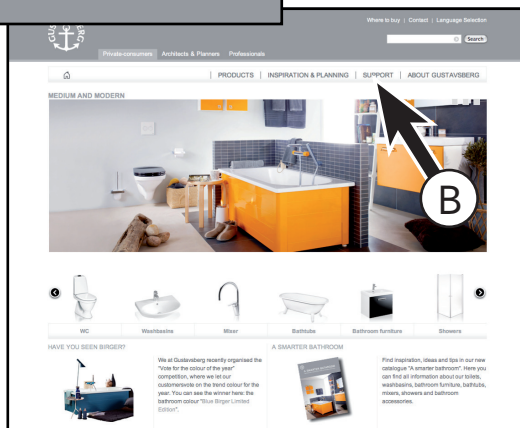 Where to buy | Contact | Language Selection
GUSTAVSBERG
Search
Private-consumers Architects & Planners Professionals
PRODUCTS | INSPIRATION & PLANNING | SUPPORT | ABOUT GUSTAVSBERG
MEDIUM AND MODERN
B
WC Washbasins Mixer Bathtubs Bathroom furniture Showers
HAVE YOU SEEN BIRGER?
We at Gustavsberg recently organised the
"Vote for the colour of the year"
competition, where we let our
customersvote on the trend colour for the
year. You can see the winner here: the
bathroom colour "Blue Birger Limited
Edition".
A SMARTER BATHROOM
Find inspiration, ideas and tips in our new
catalogue "A smarter bathroom". Here you
can find all information about our toilets,
washbasins, bathroom furniture, bathtubs,
mixers, showers and bathroom
accessories.